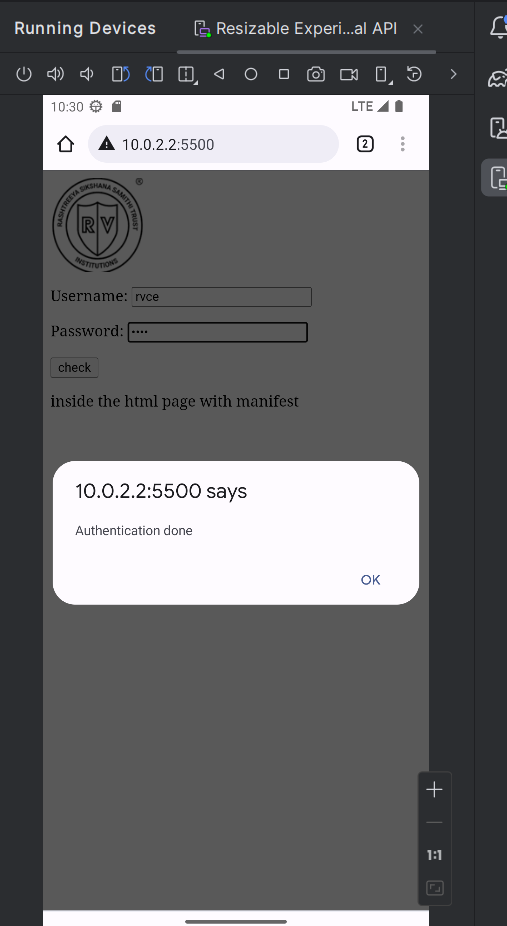 Running Devices
Resizable Experi...al API
10:30
LTE
10.0.2.2:5500
2
RASHTREEYA SIKSHANA SAMITHI TRUST
®
RV
INSTITUTIONS
Username: rvce
Password: ••••
check
inside the html page with manifest
10.0.2.2:5500 says
Authentication done
OK
1:1